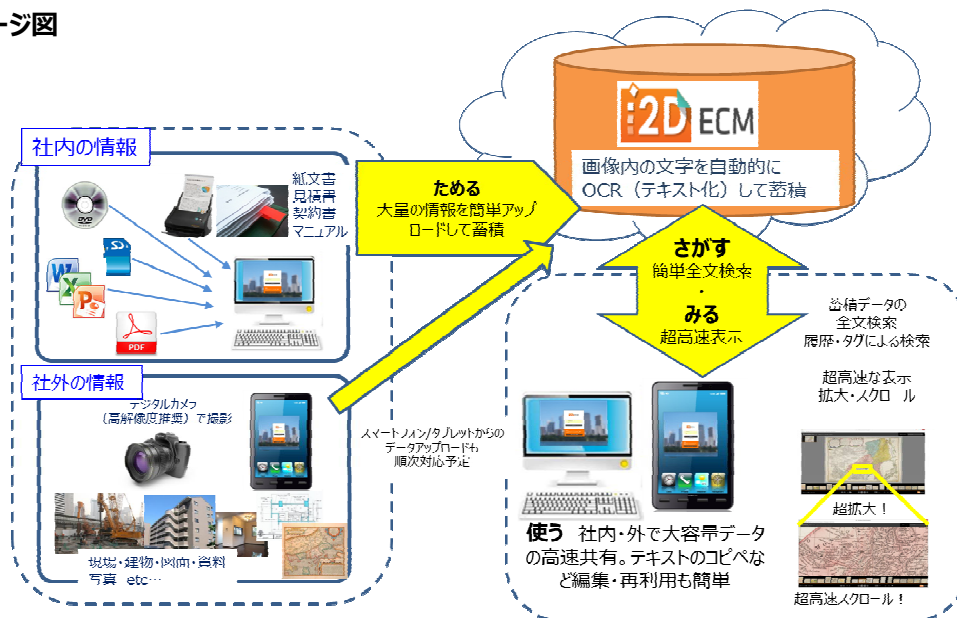 ージ図
i2D ECM
画像内の文字を自動的に
OCR（テキスト化）して蓄積
社内の情報
紙文書
見積書
契約書
マニュアル
DVD
SD
W
X
P
PDF
ためる
大量の情報を簡単アップ
ロードして蓄積
さがす
簡単全文検索
・
みる
超高速表示
蓄積データの
全文検索
履歴・タグによる検索
超高速な表示
拡大・スクロール
社外の情報
デジタルカメラ
（高解像度推奨）で撮影
スマートフォン/タブレットからの
データアップロードも
順次対応予定
現場・建物・図面・資料
写真 etc…
超拡大！
超高速スクロール！
使う 社内・外で大容量データ
の高速共有。テキストのコピペな
ど編集・再利用も簡単